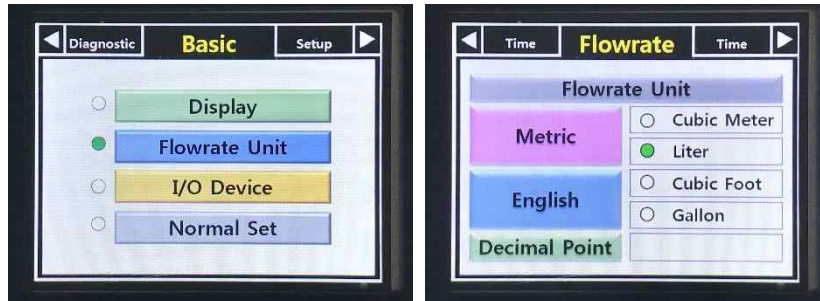 Diagnostic Basic Setup
Display
Flowrate Unit
I/O Device
Normal Set
Time Flowrate Time
Flowrate Unit
Metric
Cubic Meter
Liter
English
Cubic Foot
Gallon
Decimal Point